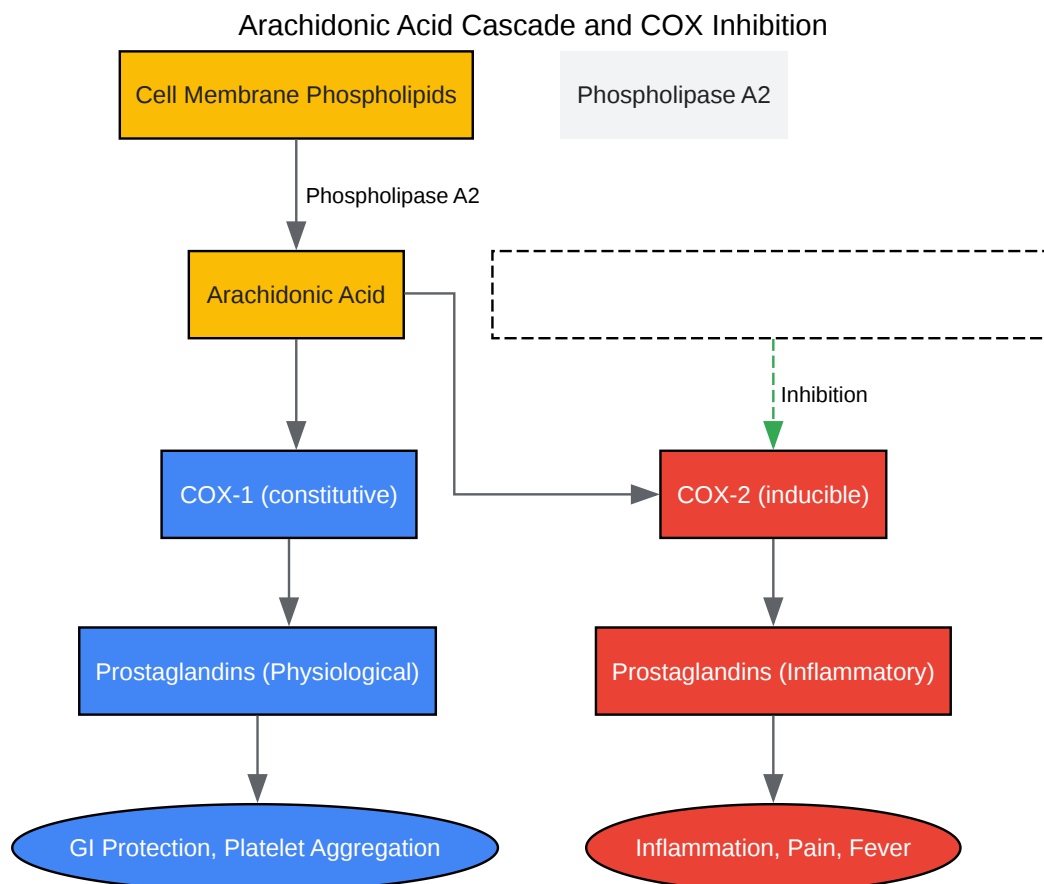 Arachidonic Acid Cascade and COX Inhibition
Cell Membrane Phospholipids
Phospholipase A2
Phospholipase A2
Arachidonic Acid
Inhibition
COX-1 (constitutive)
COX-2 (inducible)
Prostaglandins (Physiological)
Prostaglandins (Inflammatory)
GI Protection, Platelet Aggregation
Inflammation, Pain, Fever